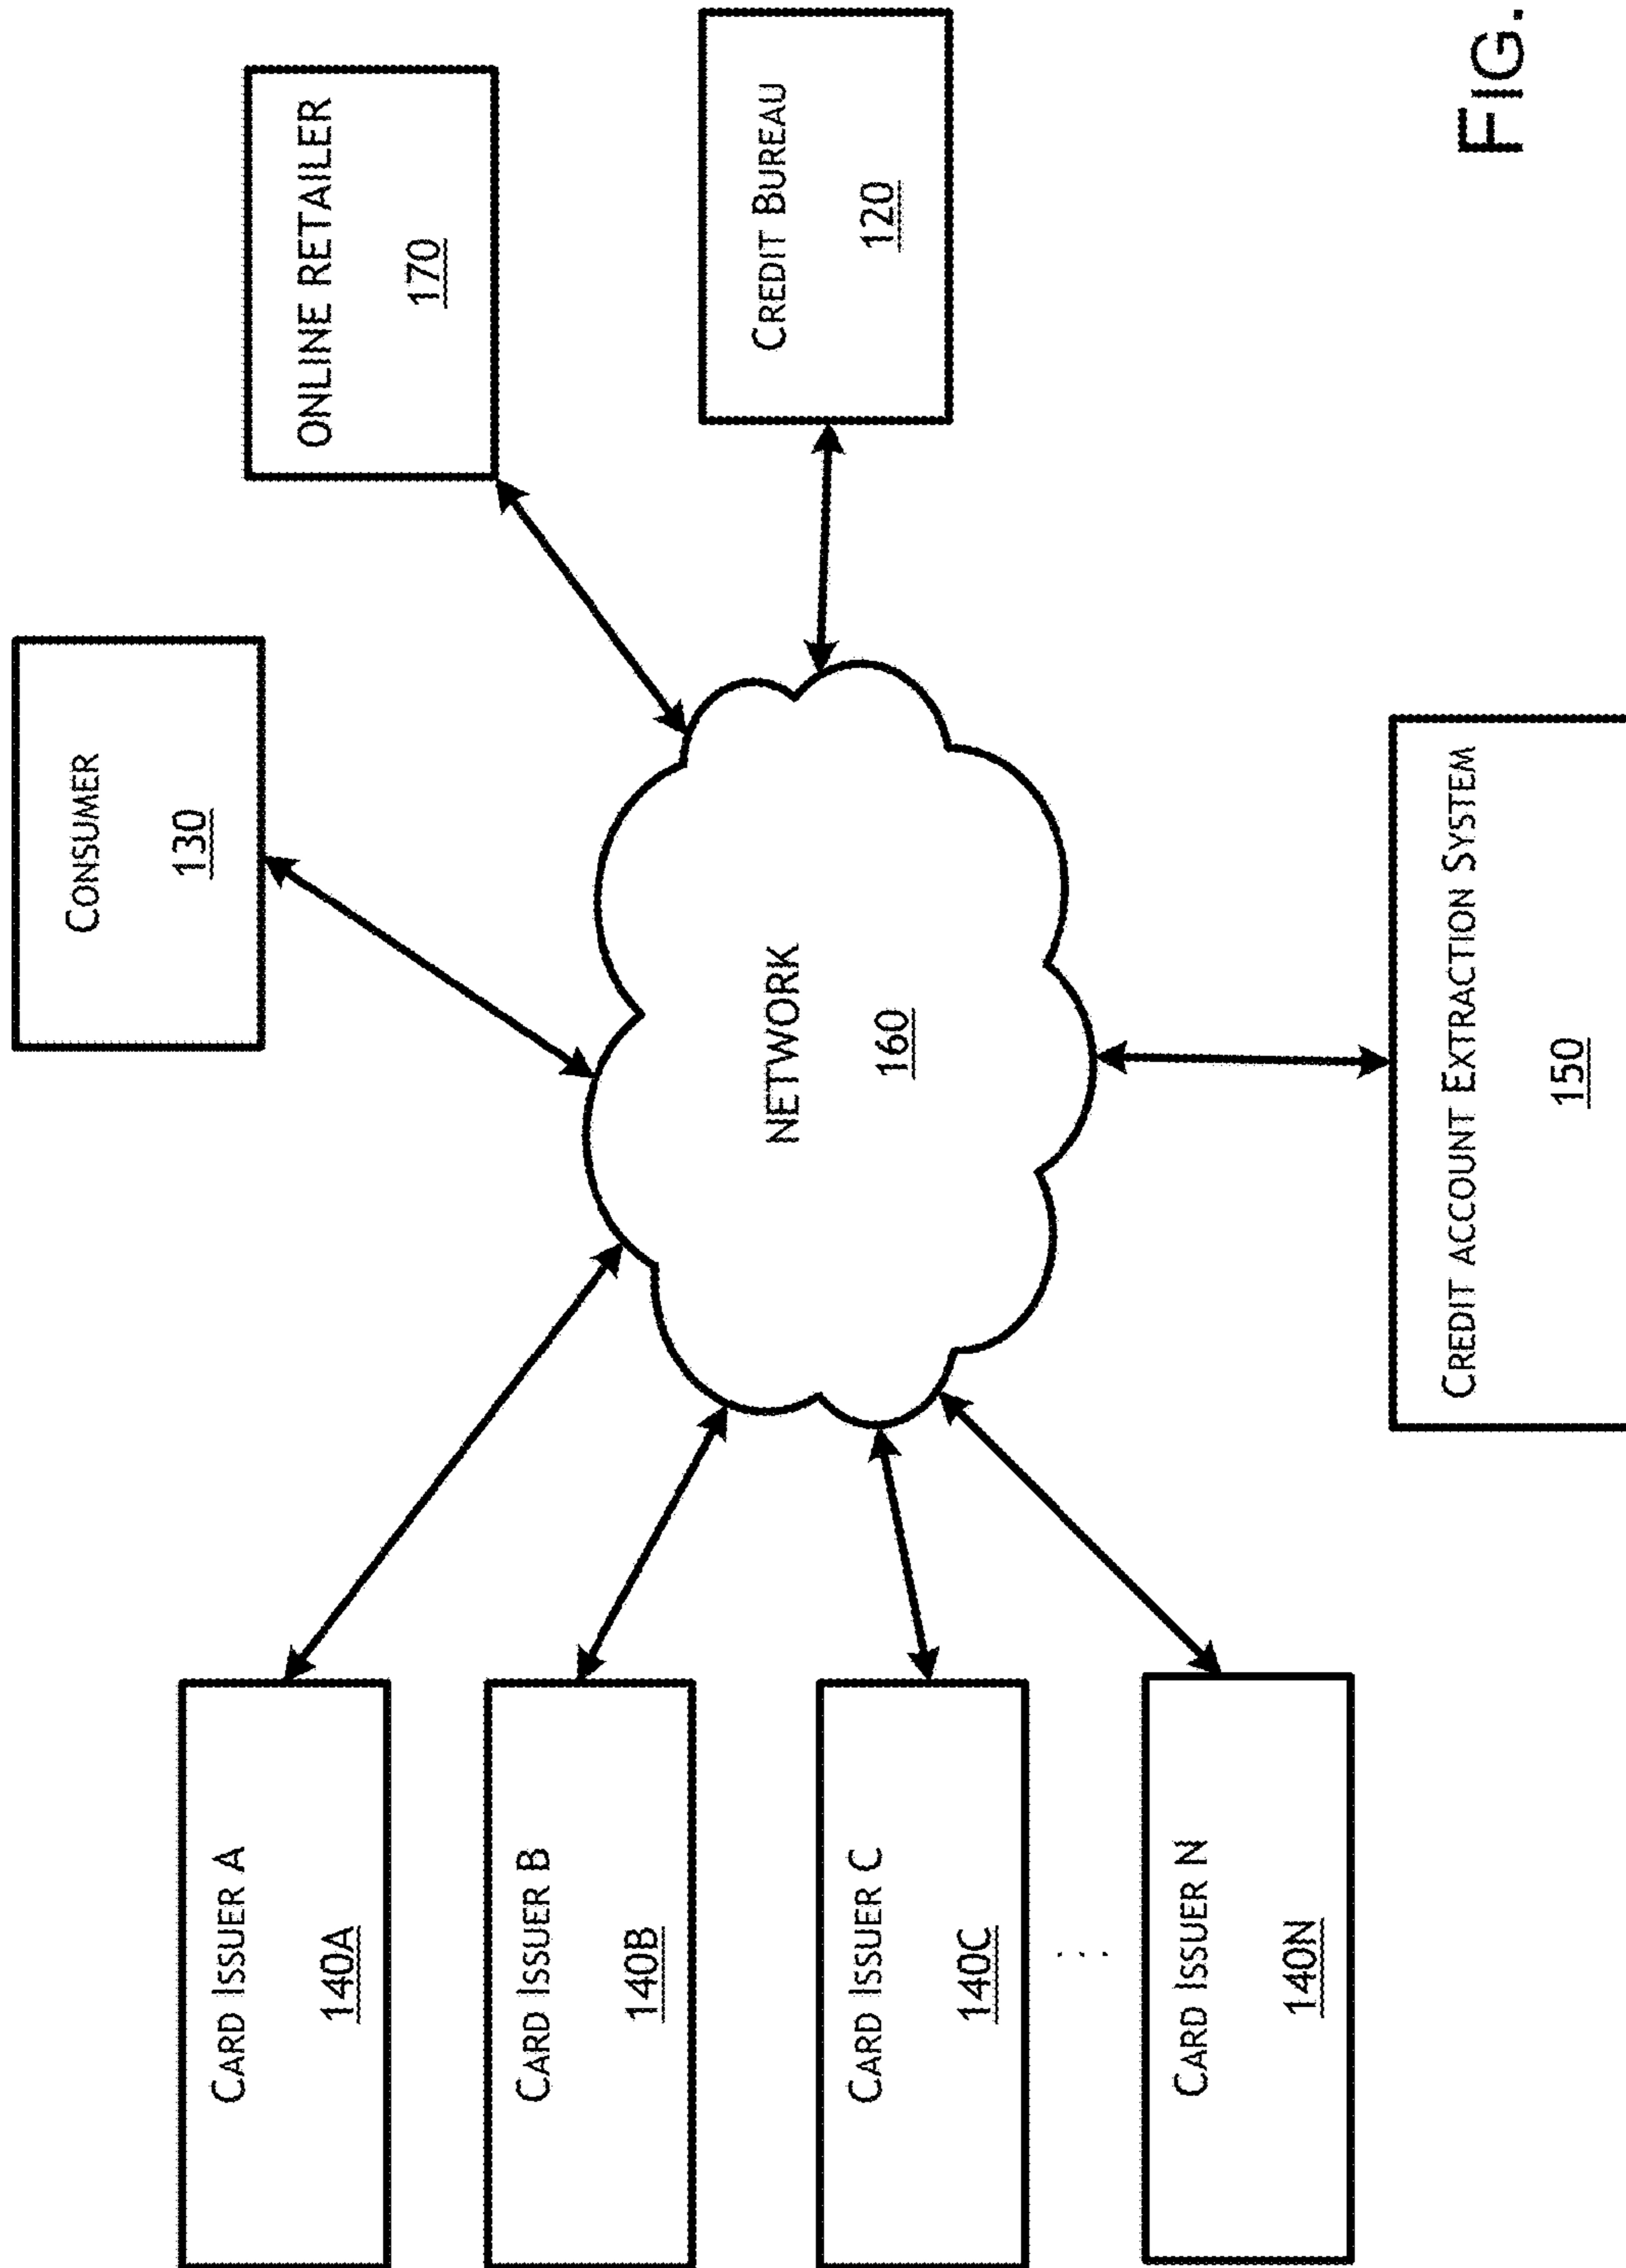 CONSUMER
130
ONLINE RETAILER
170
CARD ISSUER A
140A
CARD ISSUER B
140B
NETWORK
160
CREDIT BUREAU
120
CARD ISSUER C
140C
. . .
CARD ISSUER N
140N
CREDIT ACCOUNT EXTRACTION SYSTEM
150
FIG.